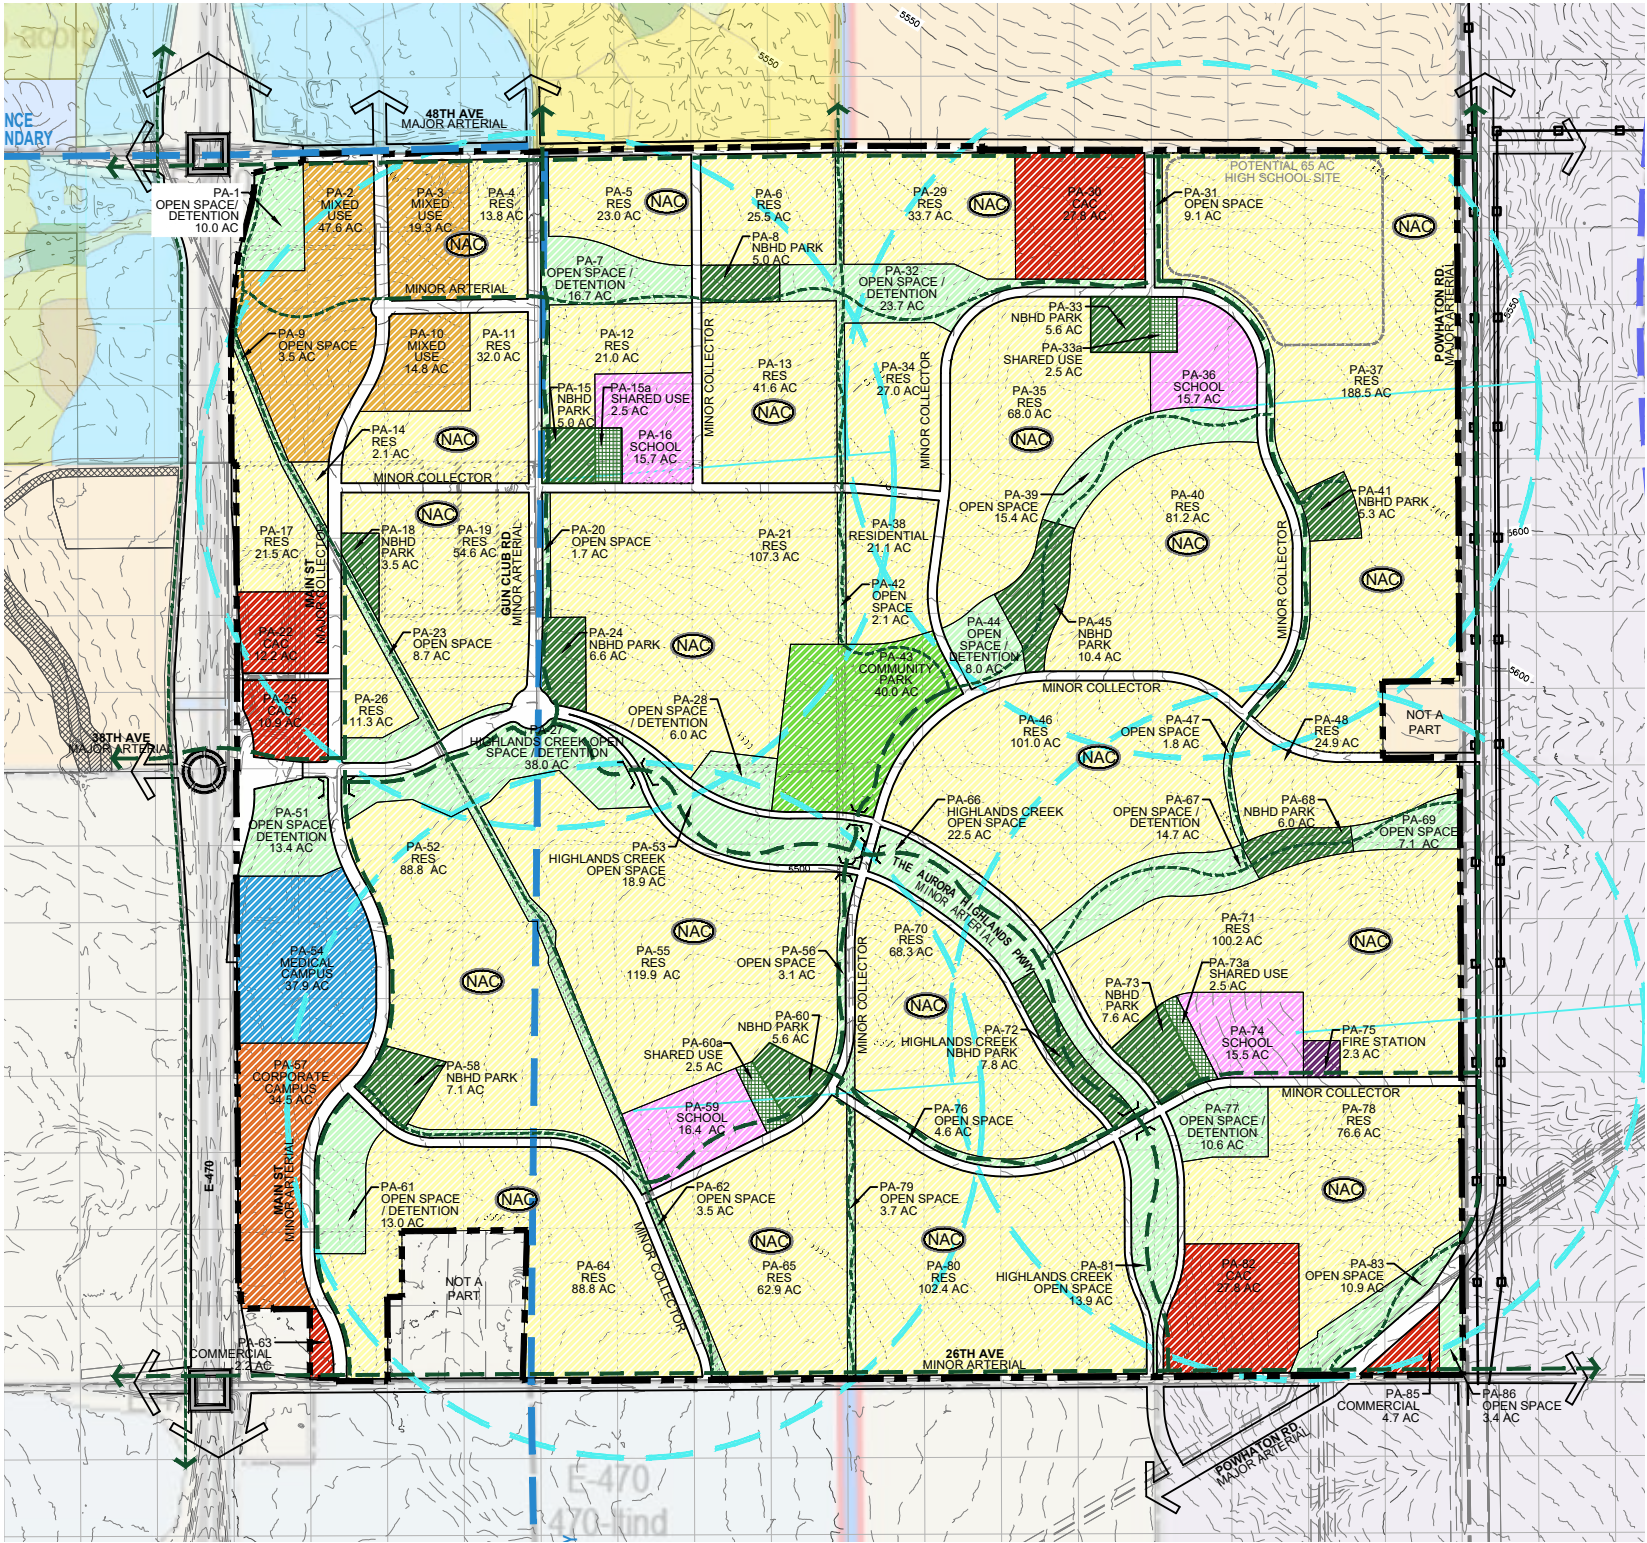 48TH AVE
MAJOR ARTERIAL
NCE
NDARY
5550
5550
POTENTIAL 65 AC
HIGH SCHOOL SITE
PA-1
OPEN SPACE/
DETENTION
10.0 AC
PA-2
MIXED
USE
47.6 AC
PA-3
MIXED
USE
19.3 AC
PA-4
RES
13.8 AC
NAC
PA-5
RES
23.0 AC
NAC
PA-6
RES
25.5 AC
PA-29
RES
33.7 AC
NAC
PA-30
CAC
27.8 AC
PA-31
OPEN SPACE
9.1 AC
NAC
PA-7
OPEN SPACE /
DETENTION
16.7 AC
PA-8
NBHD PARK
5.0 AC
PA-32
OPEN SPACE /
DETENTION
23.7 AC
MINOR ARTERIAL
POWHATON RD.
MAJOR ARTERIAL
5550
PA-9
OPEN SPACE
3.5 AC
PA-10
MIXED
USE
14.8 AC
PA-11
RES
32.0 AC
PA-12
RES
21.0 AC
MINOR COLLECTOR
PA-13
RES
41.6 AC
NAC
PA-34
RES
27.0 AC
MINOR COLLECTOR
PA-33
NBHD PARK
5.6 AC
PA-33a
SHARED USE
2.5 AC
PA-35
RES
68.0 AC
NAC
PA-36
SCHOOL
15.7 AC
PA-37
RES
188.5 AC
PA-14
RES
2.1 AC
NAC
PA-15
NBHD
PARK
5.0 AC
PA-15a
SHARED USE
2.5 AC
PA-16
SCHOOL
15.7 AC
MINOR COLLECTOR
PA-17
RES
21.5 AC
PA-18
NBHD
PARK
3.5 AC
NAC
PA-19
RES
54.6 AC
GUN CLUB RD
MINOR ARTERIAL
PA-20
OPEN SPACE
1.7 AC
PA-21
RES
107.3 AC
PA-38
RESIDENTIAL
21.1 AC
PA-39
OPEN SPACE
15.4 AC
PA-40
RES
81.2 AC
NAC
PA-41
NBHD PARK
5.3 AC
5600
NAC
MINOR COLLECTOR
MAIN ST
MAJOR COLLECTOR
PA-22
CAC
12.2 AC
PA-23
OPEN SPACE
8.7 AC
PA-24
NBHD PARK
6.6 AC
NAC
PA-42
OPEN
SPACE
2.1 AC
PA-43
COMMUNITY
PARK
40.0 AC
PA-44
OPEN
SPACE /
DETENTION
8.0 AC
PA-45
NBHD
PARK
10.4 AC
5600
MINOR COLLECTOR
PA-25
CAC
10.9 AC
PA-26
RES
11.3 AC
PA-27
HIGHLANDS CREEK OPEN
SPACE / DETENTION
38.0 AC
PA-28
OPEN SPACE
/ DETENTION
6.0 AC
PA-46
RES
101.0 AC
NAC
PA-47
OPEN SPACE
1.8 AC
PA-48
RES
24.9 AC
NOT A
PART
38TH AVE
MAJOR ARTERIAL
PA-51
OPEN SPACE
DETENTION
13.4 AC
PA-52
RES
88.8 AC
PA-53
HIGHLANDS CREEK
OPEN SPACE
18.9 AC
5500
PA-66
HIGHLANDS CREEK
OPEN SPACE
22.5 AC
PA-67
OPEN SPACE /
DETENTION
14.7 AC
PA-68
NBHD PARK
6.0 AC
PA-69
OPEN SPACE
7.1 AC
THE AURORA HIGHLANDS PKWY
MINOR ARTERIAL
PA-54
MEDICAL
CAMPUS
37.9 AC
NAC
PA-55
RES
119.9 AC
NAC
PA-56
OPEN SPACE
3.1 AC
MINOR COLLECTOR
PA-70
RES
68.3 AC
NAC
PA-71
RES
100.2 AC
NAC
PA-57
CORPORATE
CAMPUS
34.5 AC
PA-58
NBHD PARK
7.1 AC
PA-60
NBHD PARK
5.6 AC
PA-60a
SHARED USE
2.5 AC
PA-59
SCHOOL
16.4 AC
PA-72
HIGHLANDS CREEK
NBHD PARK
7.8 AC
PA-73
NBHD
PARK
7.6 AC
PA-73a
SHARED USE
2.5 AC
PA-74
SCHOOL
15.5 AC
PA-75
FIRE STATION
2.3 AC
MINOR COLLECTOR
PA-76
OPEN SPACE
4.6 AC
PA-77
OPEN SPACE /
DETENTION
10.6 AC
PA-78
RES
76.6 AC
NAC
E-470
MAIN ST
MINOR ARTERIAL
PA-61
OPEN SPACE
/ DETENTION
13.0 AC
NAC
PA-62
OPEN SPACE
3.5 AC
PA-79
OPEN SPACE
3.7 AC
NOT A
PART
PA-64
RES
88.8 AC
MINOR COLLECTOR
NAC
PA-65
RES
62.9 AC
NAC
PA-80
RES
102.4 AC
PA-81
HIGHLANDS CREEK
OPEN SPACE
13.9 AC
PA-82
CAC
27.8 AC
PA-83
OPEN SPACE
10.9 AC
PA-63
COMMERCIAL
2.2 AC
26TH AVE
MINOR ARTERIAL
PA-85
COMMERCIAL
4.7 AC
PA-86
OPEN SPACE
3.4 AC
POWHATON RD.
MAJOR ARTERIAL
E-470